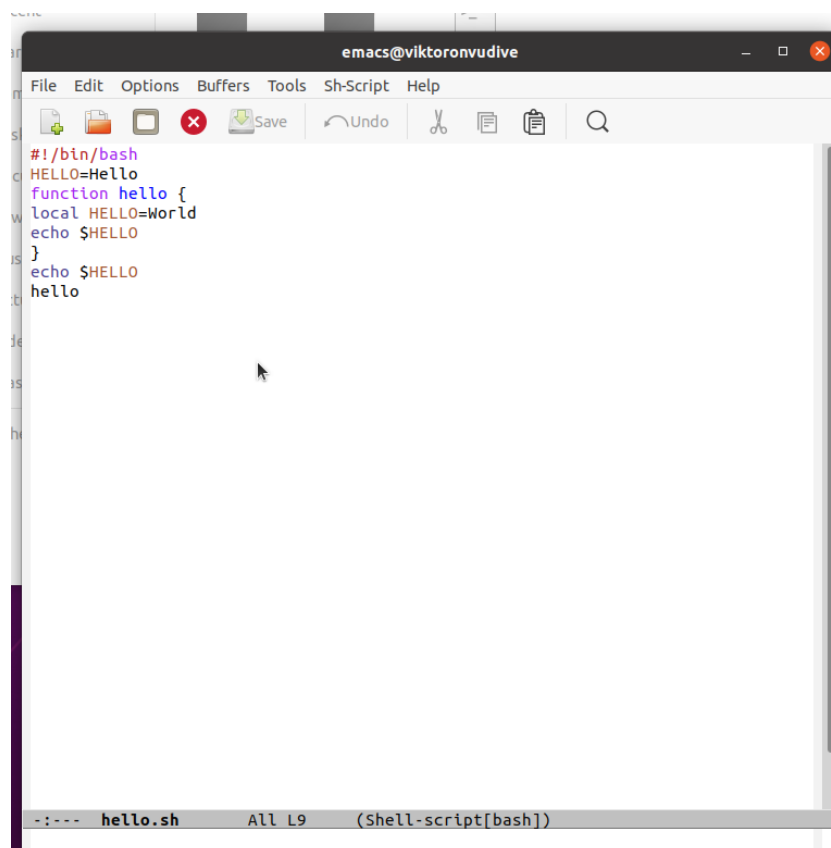 emacs@viktoronvudive
File Edit Options Buffers Tools Sh-Script Help
Save Undo
#!/bin/bash
HELLO=Hello
function hello {
local HELLO=World
echo $HELLO
}
echo $HELLO
hello
-:--- hello.sh All L9 (Shell-script[bash])